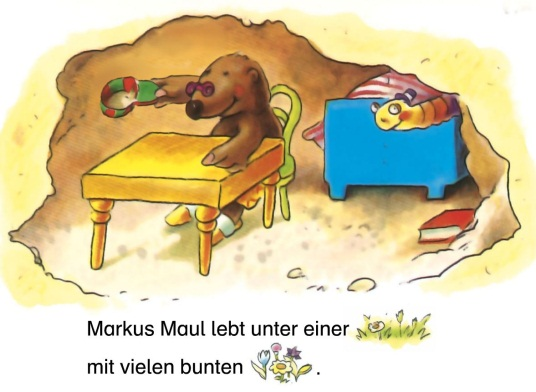 Markus Maul lebt unter einer
mit vielen bunten .